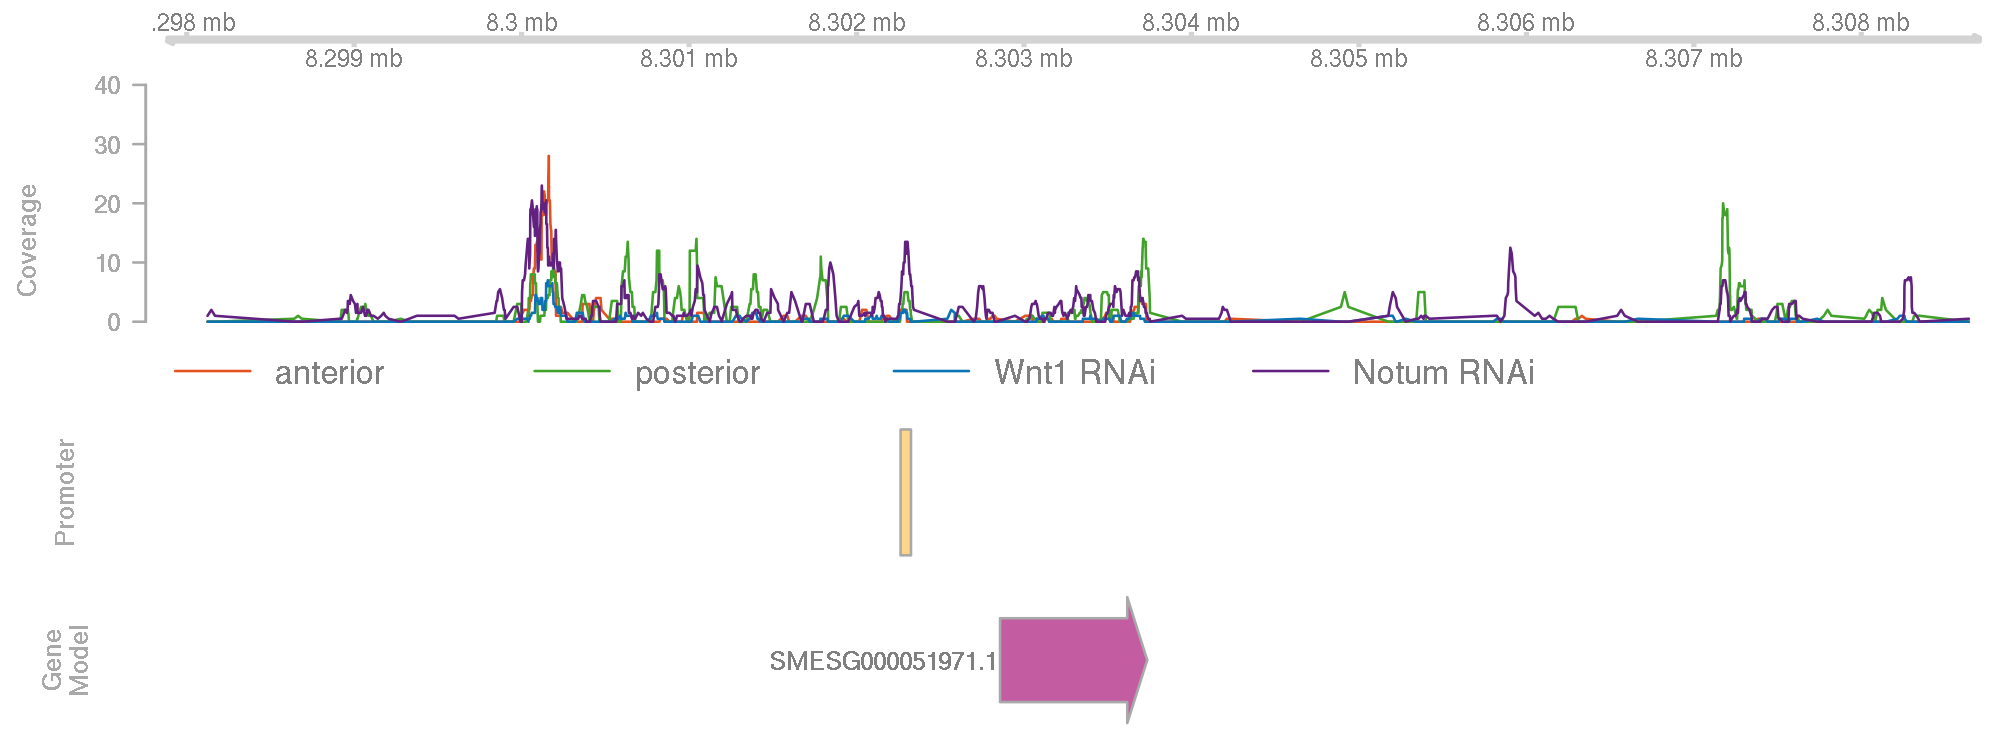 .298 mb 8.3 mb 8.302 mb 8.304 mb 8.306 mb 8.308 mb
8.299 mb 8.301 mb 8.303 mb 8.305 mb 8.307 mb
40
30
20
10
0
Coverage
anterior posterior Wnt1 RNAi Notum RNAi
Promoter
Gene
Model
SMESG000051971.1